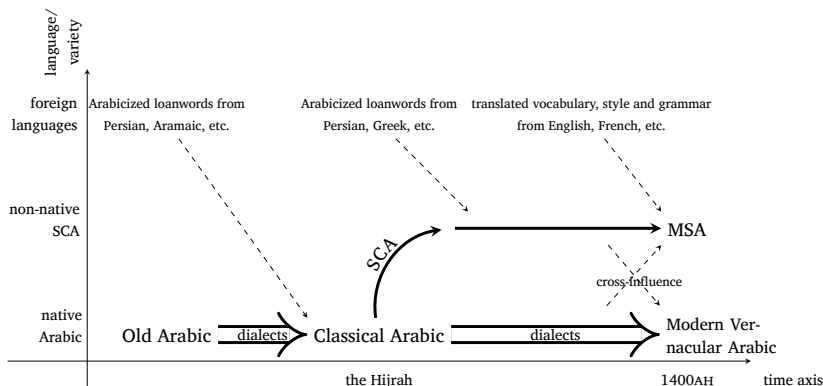 language/
variety
foreign
languages
Arabicized loanwords from
Persian, Aramaic, etc.
Arabicized loanwords from
Persian, Greek, etc.
translated vocabulary, style and grammar
from English, French, etc.
non-native
SCA
SCA
MSA
cross-influence
native
Arabic
Old Arabic
dialects
Classical Arabic
dialects
Modern Ver-
nacular Arabic
the Hijrah
1400AH
time axis